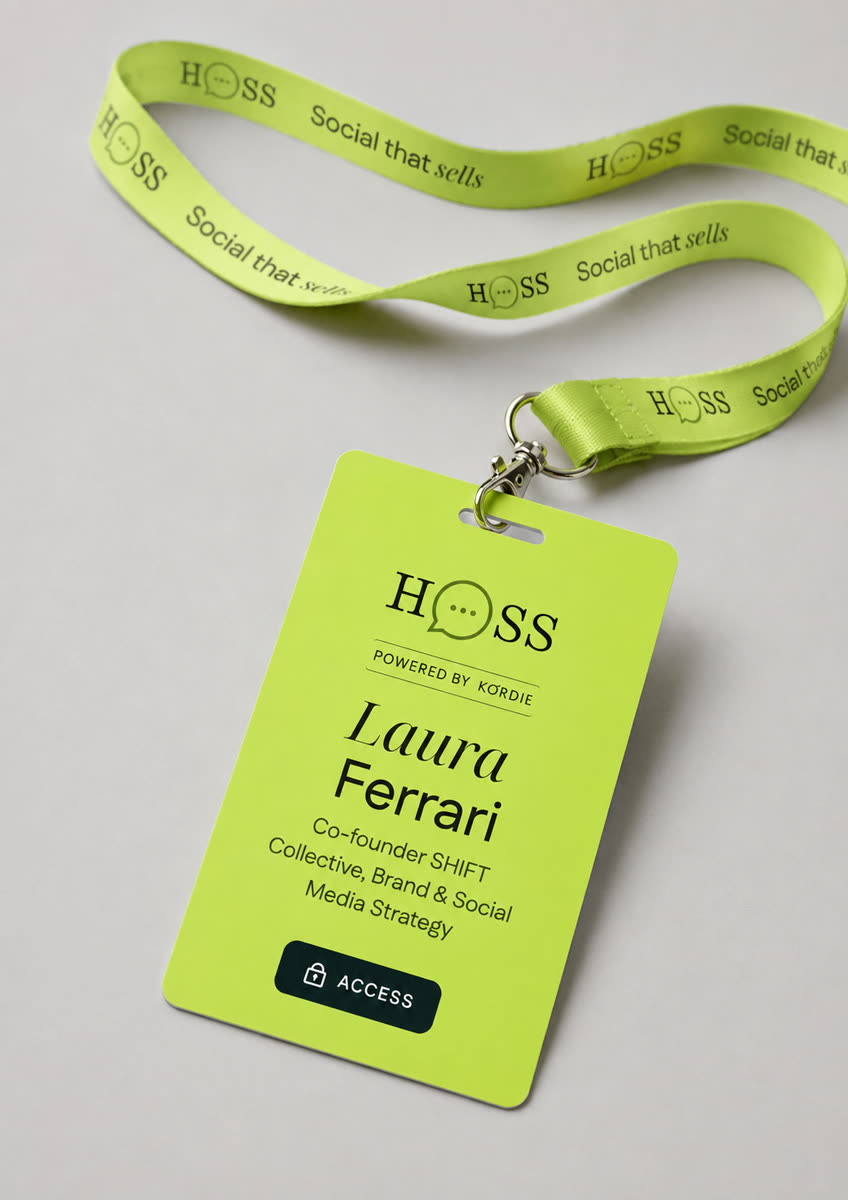 HOSS Social that sells HOSS Social that
HOSS Social that sells HOSS Social that sells
HOSS Social
HOSS
POWERED BY KORDIE
Laura
Ferrari
Co-founder SHIFT
Collective, Brand & Social
Media Strategy
ACCESS